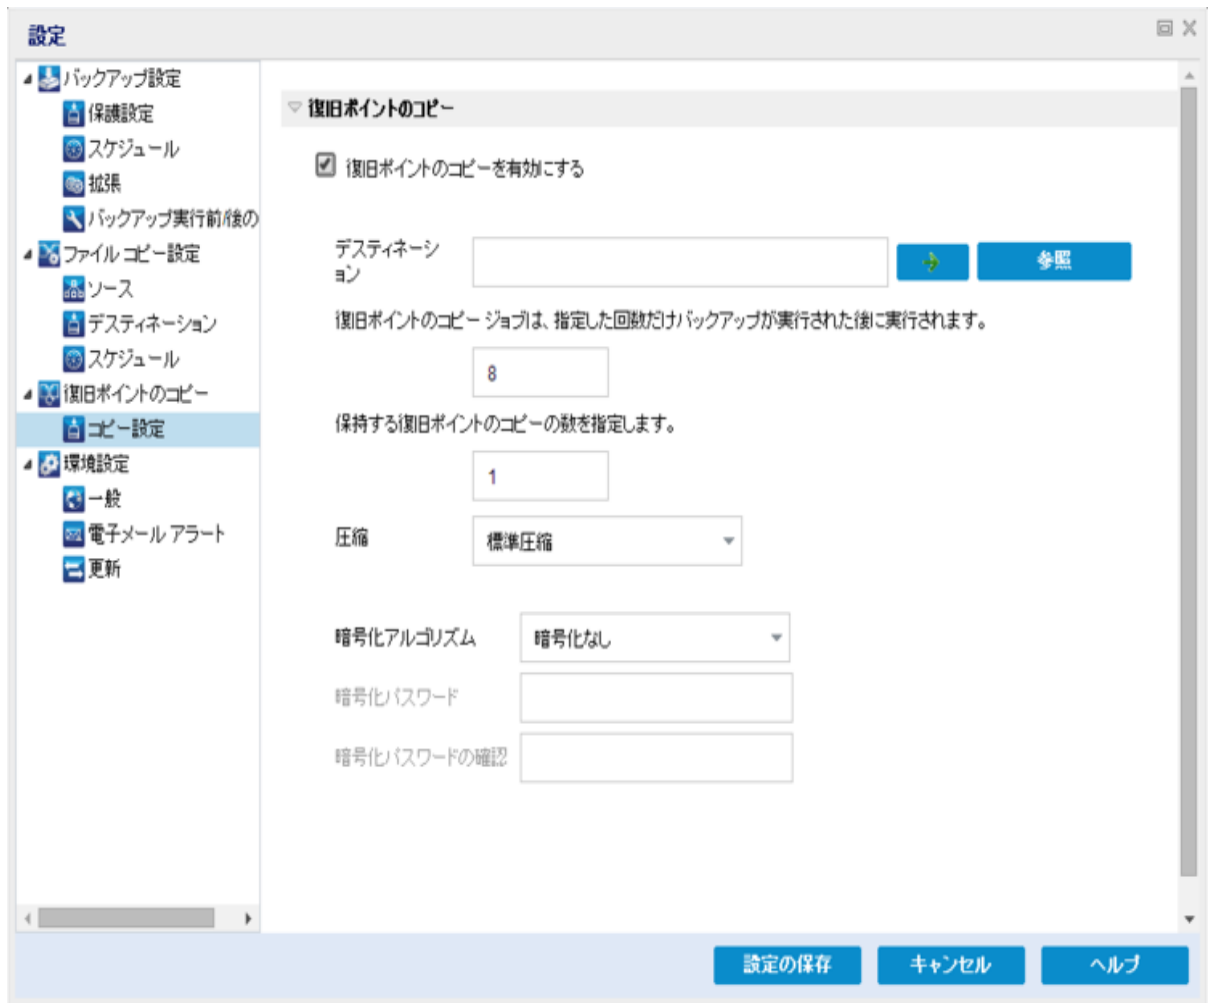 設定
バックアップ設定
保護設定
スケジュール
拡張
バックアップ実行前/後の
ファイル コピー設定
ソース
デスティネーション
スケジュール
復旧ポイントのコピー
コピー設定
環境設定
一般
電子メール アラート
更新
復旧ポイントのコピー
復旧ポイントのコピーを有効にする
デスティネーシ
ョン
参照
復旧ポイントのコピー ジョブは、指定した回数だけバックアップが実行された後に実行されます。
8
保持する復旧ポイントのコピーの数を指定します。
1
圧縮
標準圧縮
暗号化アルゴリズム
暗号化なし
暗号化パスワード
暗号化パスワードの確認
設定の保存
キャンセル
ヘルプ